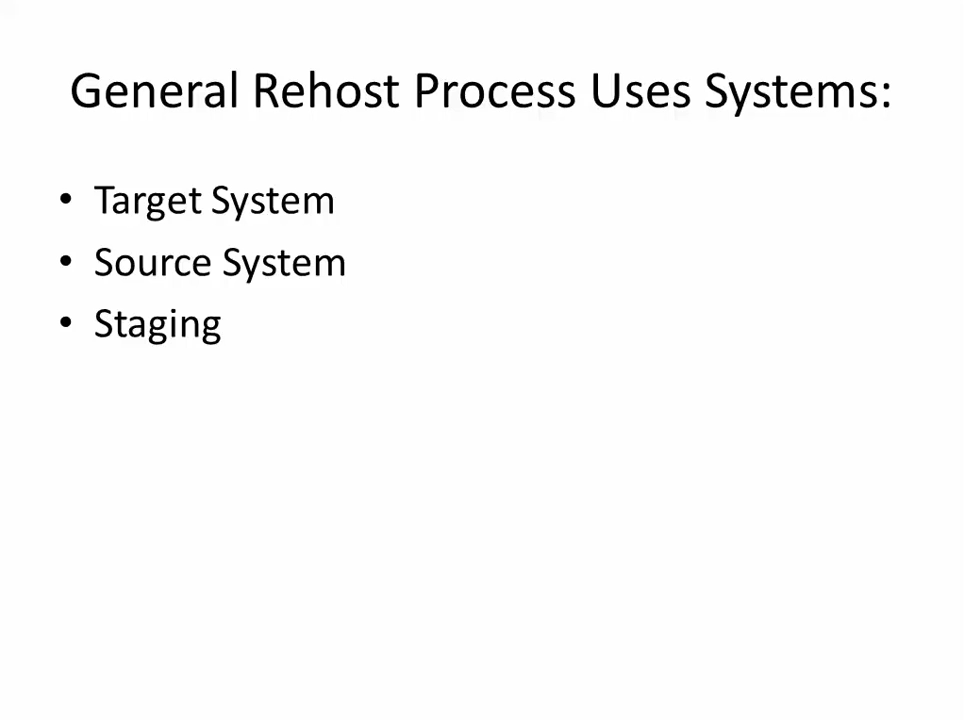 General Rehost Process Uses Systems:
• Target System
• Source System
• Staging